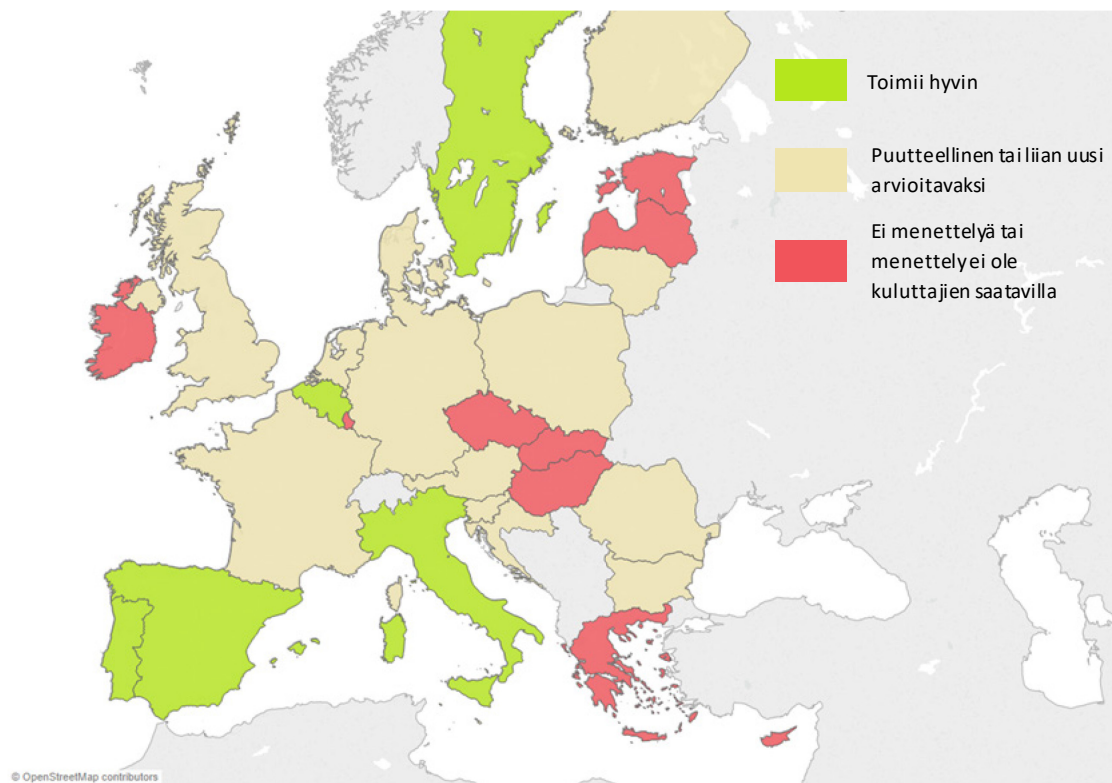 Toimii hyvin
Puutteellinen tai liian uusi
arvioitavaksi
Ei menettelyä tai
menettely ei ole
kuluttajien saatavilla
© OpenStreetMap contributors